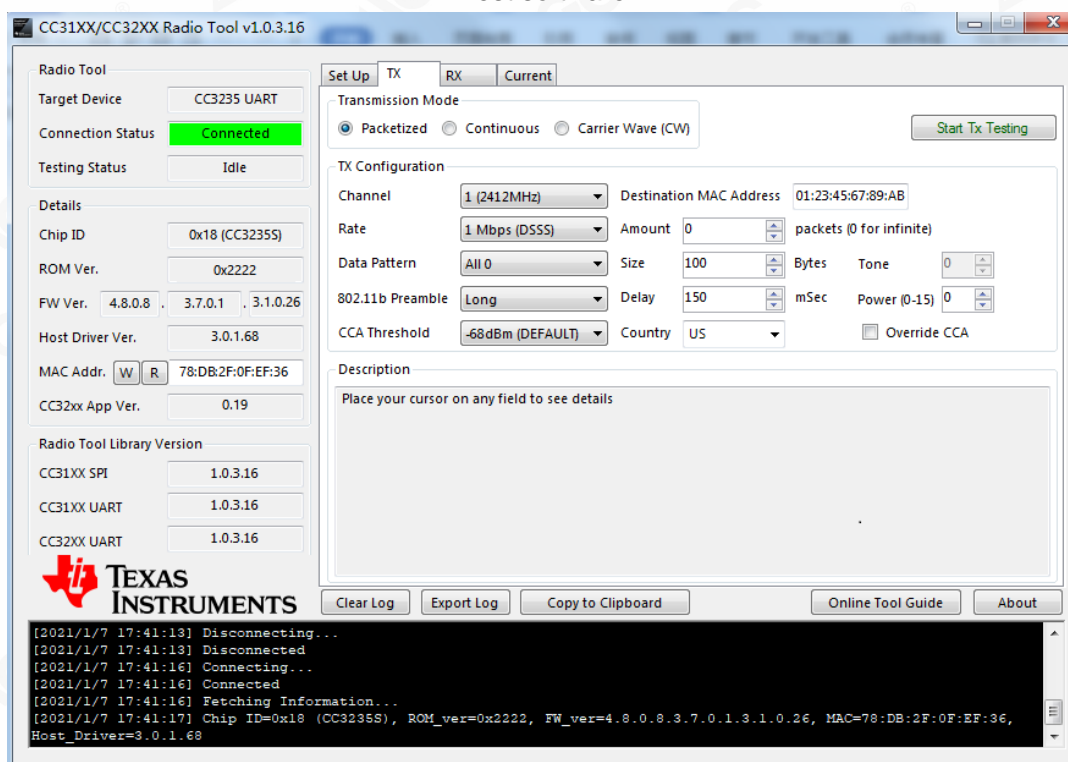 CC31XX/CC32XX Radio Tool v1.0.3.16
Radio Tool
Target Device CC3235 UART
Connection Status Connected
Testing Status Idle
Details
Chip ID 0x18 (CC3235S)
ROM Ver. 0x2222
FW Ver. 4.8.0.8 . 3.7.0.1 . 3.1.0.26
Host Driver Ver. 3.0.1.68
MAC Addr. W R 78:DB:2F:0F:EF:36
CC32xx App Ver. 0.19
Radio Tool Library Version
CC31XX SPI 1.0.3.16
CC31XX UART 1.0.3.16
CC32XX UART 1.0.3.16
TEXAS
INSTRUMENTS
Set Up TX RX Current
Transmission Mode
Packetized Continuous Carrier Wave (CW) Start Tx Testing
TX Configuration
Channel 1 (2412MHz) Destination MAC Address 01:23:45:67:89:AB
Rate 1 Mbps (DSSS) Amount 0 packets (0 for infinite)
Data Pattern All 0 Size 100 Bytes Tone 0
802.11b Preamble Long Delay 150 mSec Power (0-15) 0
CCA Threshold -68dBm (DEFAULT) Country US Override CCA
Description
Place your cursor on any field to see details
Clear Log Export Log Copy to Clipboard Online Tool Guide About
[2021/1/7 17:41:13] Disconnecting...
[2021/1/7 17:41:13] Disconnected
[2021/1/7 17:41:16] Connecting...
[2021/1/7 17:41:16] Connected
[2021/1/7 17:41:16] Fetching Information...
[2021/1/7 17:41:17] Chip ID=0x18 (CC3235S), ROM_ver=0x2222, FW_ver=4.8.0.8.3.7.0.1.3.1.0.26, MAC=78:DB:2F:0F:EF:36,
Host_Driver=3.0.1.68